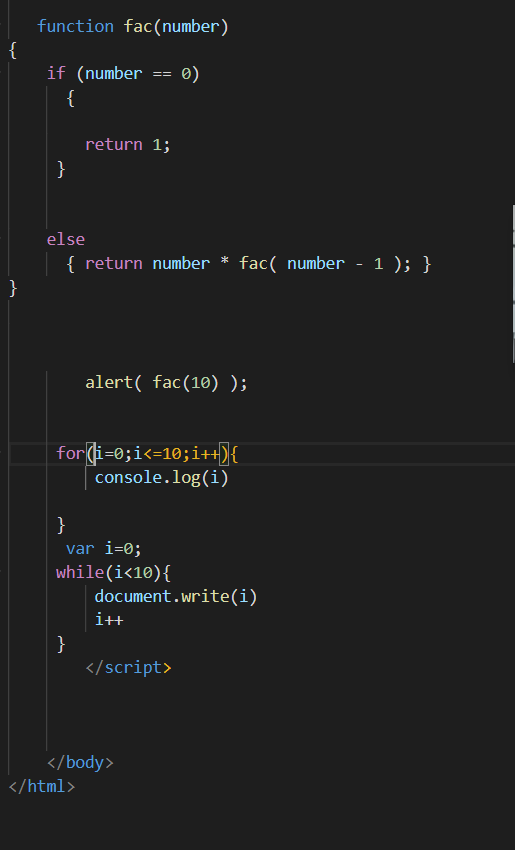 function fac(number)
{
if (number == 0)
{
return 1;
}
else
{ return number * fac( number - 1 ); }
}
alert( fac(10) );
for(i=0;i<=10;i++){
console.log(i)
}
var i=0;
while(i<10){
document.write(i)
i++
}
</script>
</body>
</html>